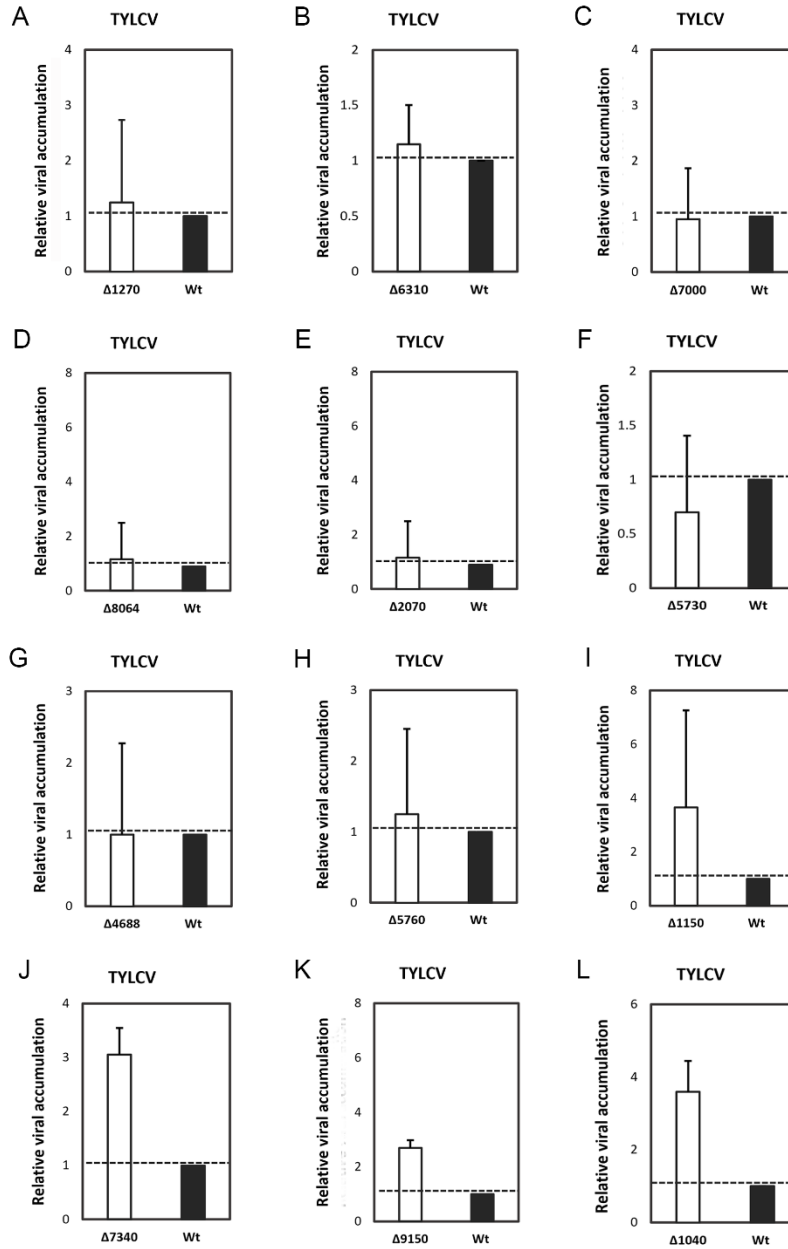 A
TYLCV
Relative viral accumulation
4
3
2
1
0
Δ1270 Wt
B
TYLCV
Relative viral accumulation
2
1.5
1
0.5
0
Δ6310 Wt
C
TYLCV
Relative viral accumulation
4
3
2
1
0
Δ7000 Wt
D
TYLCV
Relative viral accumulation
8
6
4
2
0
Δ8064 Wt
E
TYLCV
Relative viral accumulation
8
6
4
2
0
Δ2070 Wt
F
TYLCV
Relative viral accumulation
2
1.5
1
0.5
0
Δ5730 Wt
G
TYLCV
Relative viral accumulation
3
2
1
0
Δ4688 Wt
H
TYLCV
Relative viral accumulation
3
2
1
0
Δ5760 Wt
I
TYLCV
Relative viral accumulation
8
6
4
2
0
Δ1150 Wt
J
TYLCV
Relative viral accumulation
4
3
2
1
0
Δ7340 Wt
K
TYLCV
Relative viral accumulation
8
6
4
2
0
Δ9150 Wt
L
TYLCV
Relative viral accumulation
6
4
2
0
Δ1040 Wt